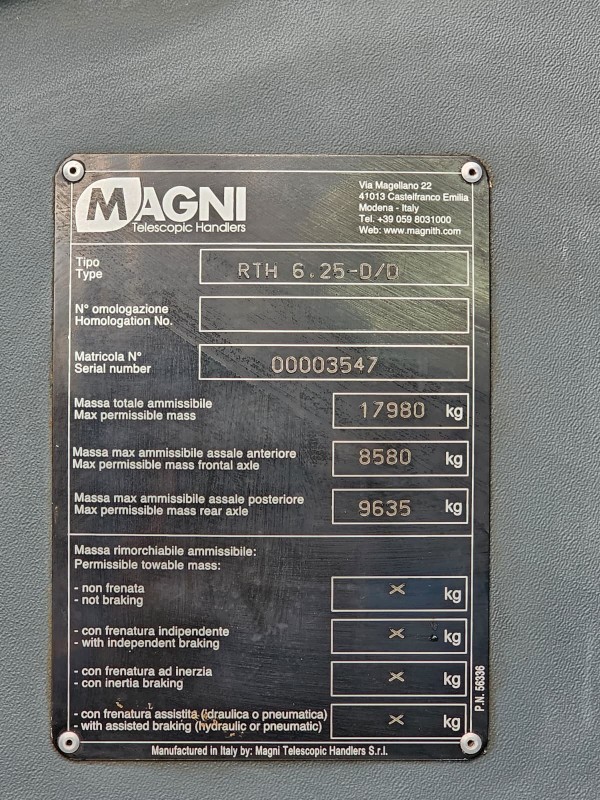 MAGNI
Telescopic Handlers
Via Magellano 22
41013 Castelfranco Emilia
Modena - Italy
Tel. +39 059 8031000
Web: www.magnith.com
Tipo
Type
RTH 6.25-D/D
N° omologazione
Homologation No.
Matricola N°
Serial number
00003547
Massa totale ammissibile
Max permissible mass
17980 kg
Massa max ammissibile assale anteriore
Max permissible mass frontal axle
8580 kg
Massa max ammissibile assale posteriore
Max permissible mass rear axle
9635 kg
Massa rimorchiabile ammissibile:
Permissible towable mass:
- non frenata
- not braking
x kg
- con frenatura indipendente
- with independent braking
x kg
- con frenatura ad inerzia
- con inertia braking
x kg
- con frenatura assistita (idraulica o pneumatica)
- with assisted braking (hydraulic or pneumatic)
x kg
P.N. 56336
Manufactured in Italy by: Magni Telescopic Handlers S.r.l.